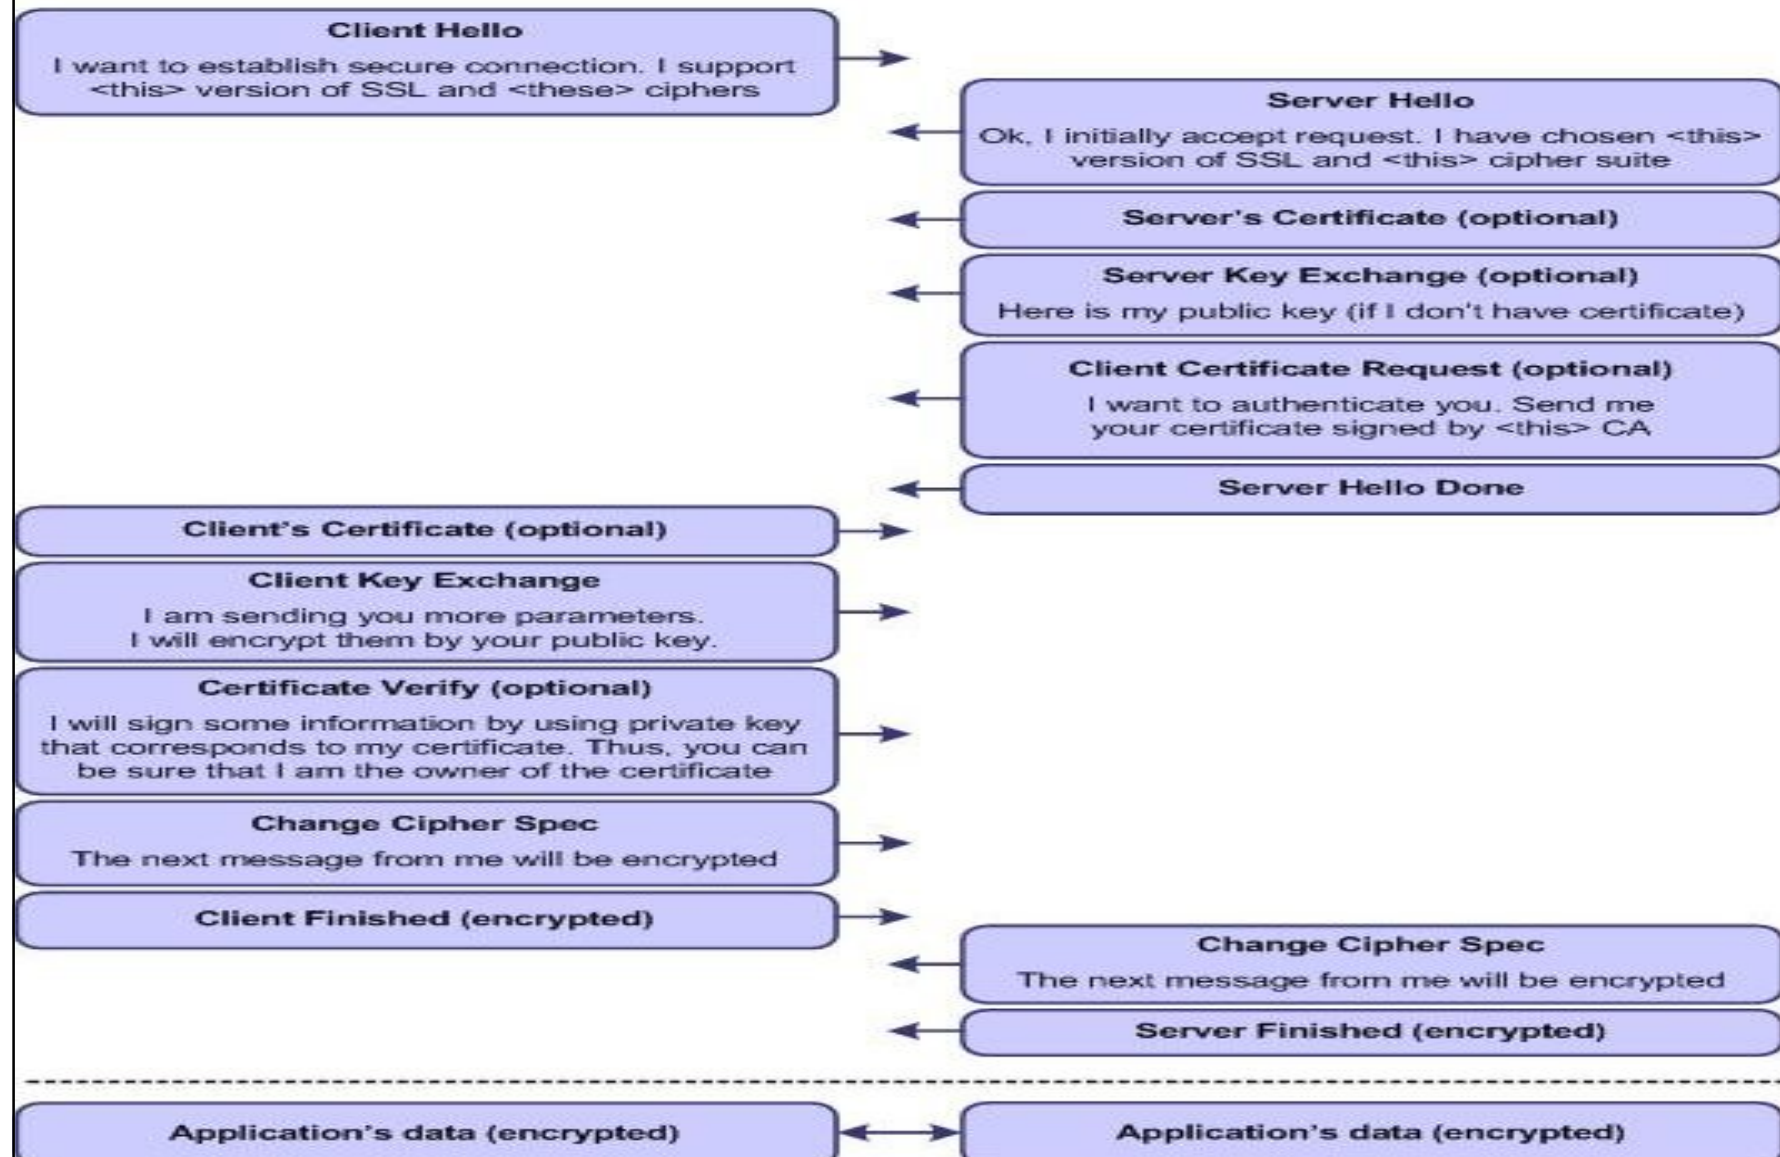 Client Hello
I want to establish secure connection. I support
<this> version of SSL and <these> ciphers
Server Hello
Ok, I initially accept request. I have chosen <this>
version of SSL and <this> cipher suite
Server's Certificate (optional)
Server Key Exchange (optional)
Here is my public key (if I don't have certificate)
Client Certificate Request (optional)
I want to authenticate you. Send me
your certificate signed by <this> CA
Server Hello Done
Client's Certificate (optional)
Client Key Exchange
I am sending you more parameters.
I will encrypt them by your public key.
Certificate Verify (optional)
I will sign some information by using private key
that corresponds to my certificate. Thus, you can
be sure that I am the owner of the certificate
Change Cipher Spec
The next message from me will be encrypted
Client Finished (encrypted)
Change Cipher Spec
The next message from me will be encrypted
Server Finished (encrypted)
Application's data (encrypted)
Application's data (encrypted)